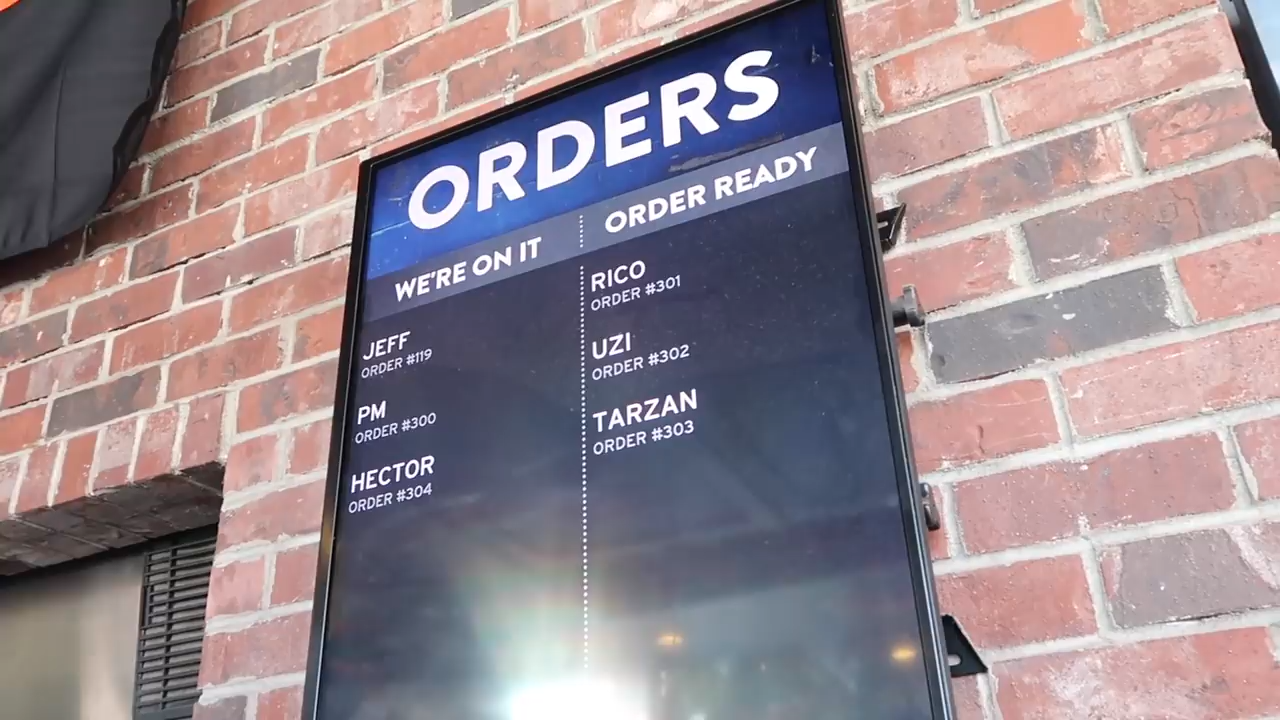 ORDERS
WE'RE ON IT
JEFF
ORDER #119
PM
ORDER #300
HECTOR
ORDER #304
ORDER READY
RICO
ORDER #301
UZI
ORDER #302
TARZAN
ORDER #303